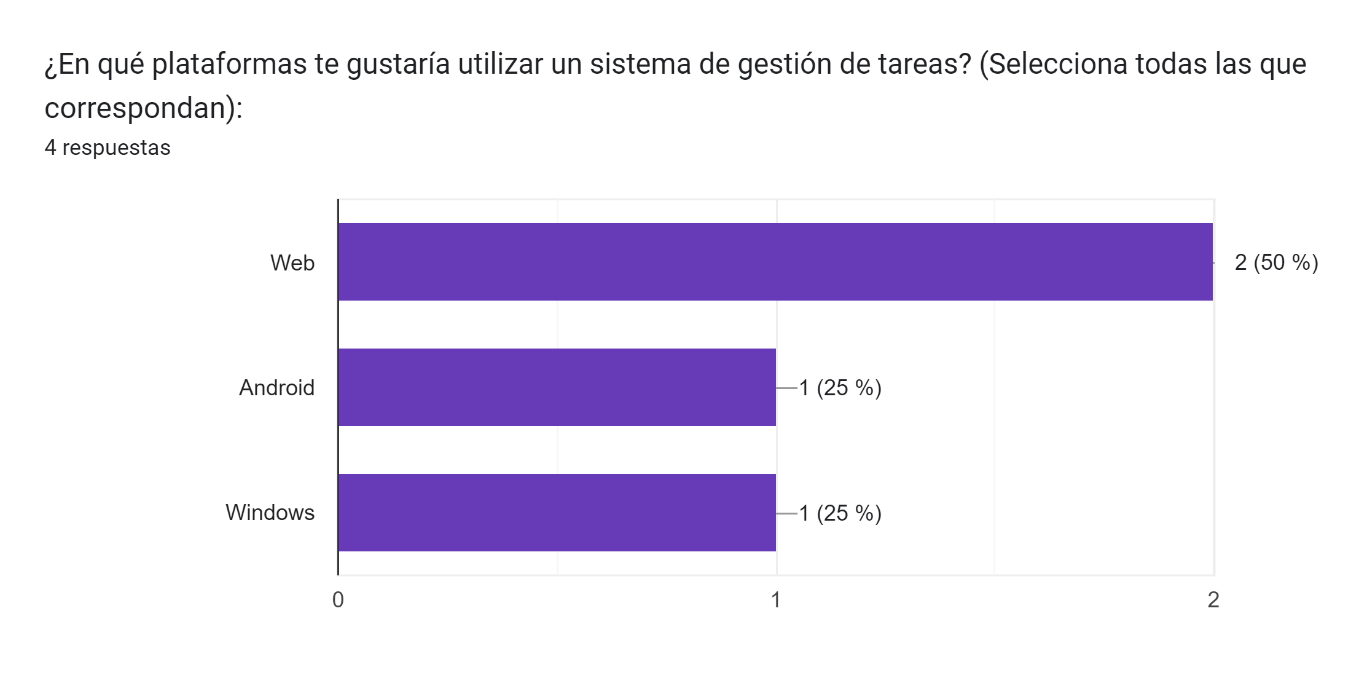 ¿En qué plataformas te gustaría utilizar un sistema de gestión de tareas? (Selecciona todas las que
correspondan):
4 respuestas
Web
2 (50 %)
Android
1 (25 %)
Windows
1 (25 %)
0
1
2